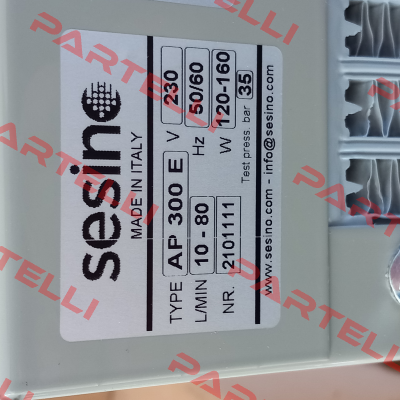 sesino
MADE IN ITALY
TYPE AP 300 E V 230
L/MIN 10 - 80 Hz 50/60
NR. 2101111 W 120-160
Test press. bar 35
www.sesino.com - info@sesino.com
PARTELLI
PARTELLI
PARTELLI
PARTELLI